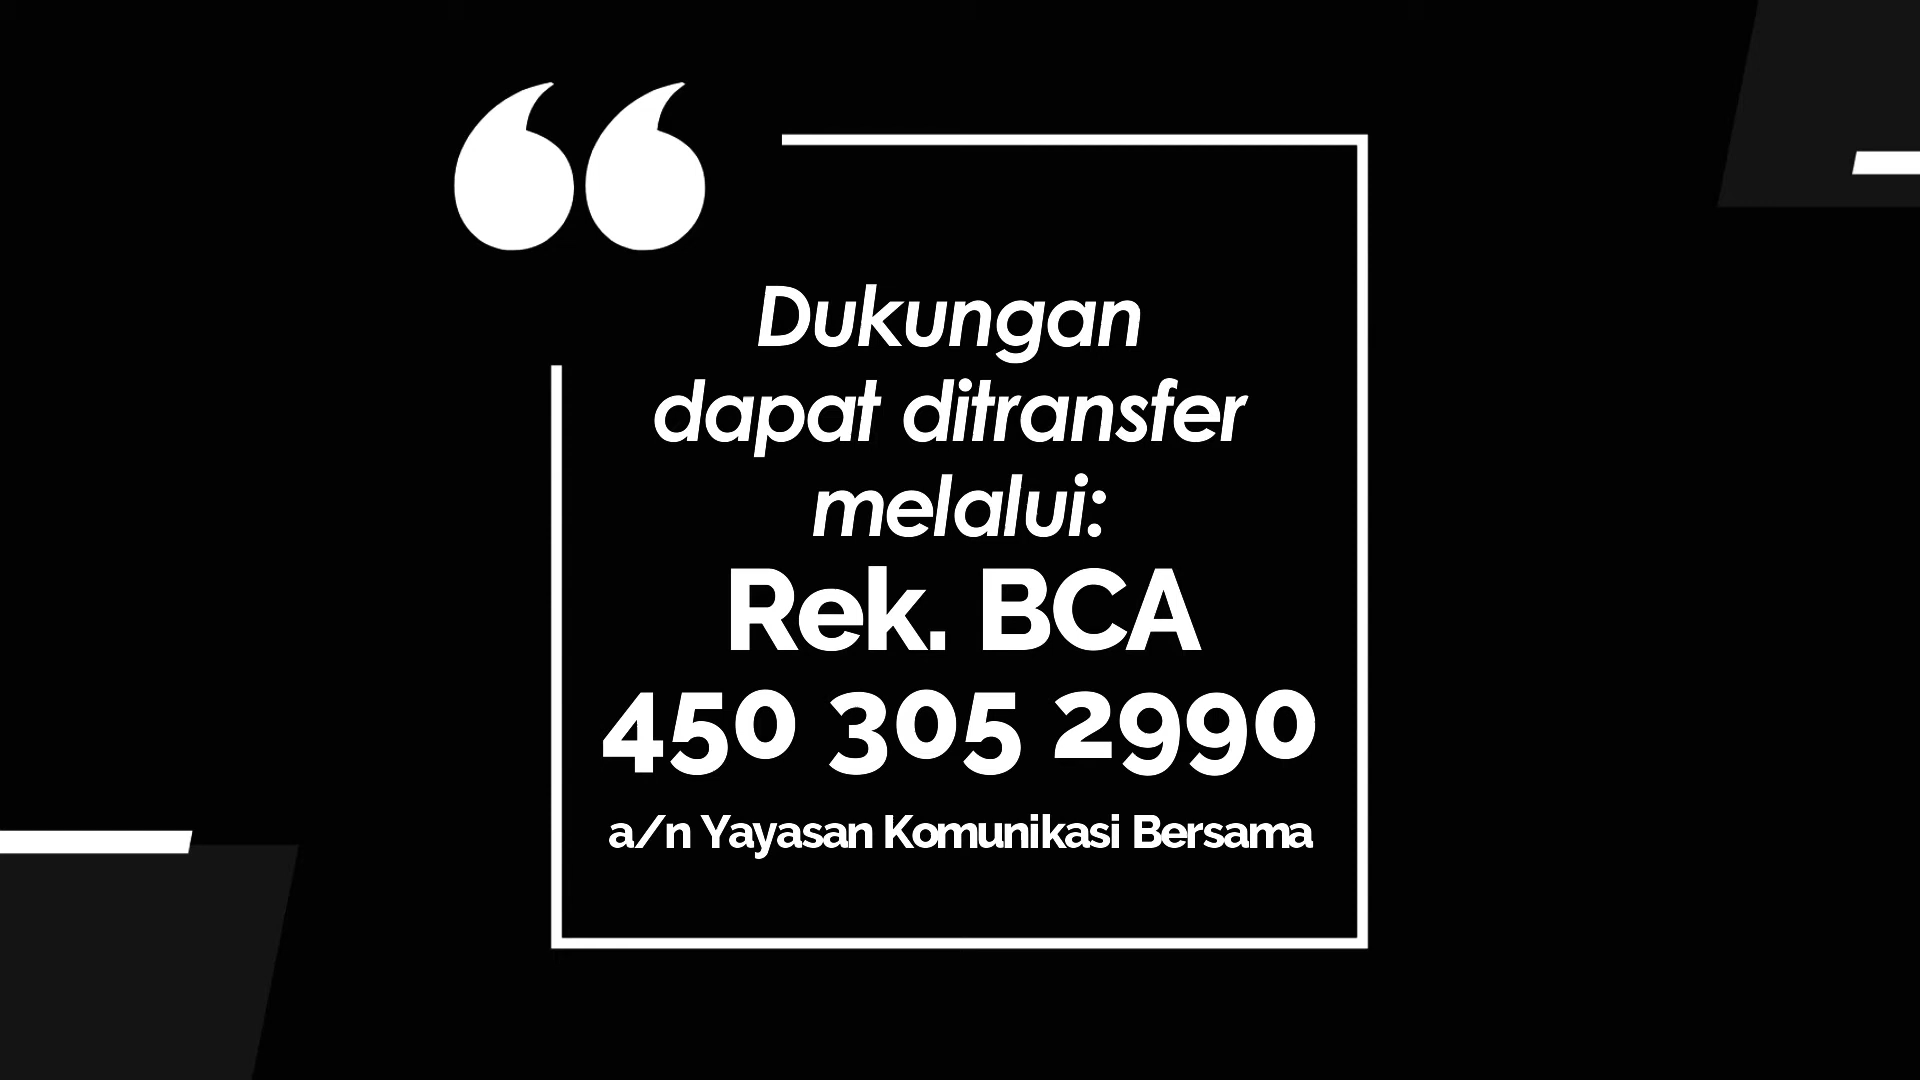 Dukungan
dapat ditransfer
melalui:
Rek. BCA
450 305 2990
a/n Yayasan Komunikasi Bersama